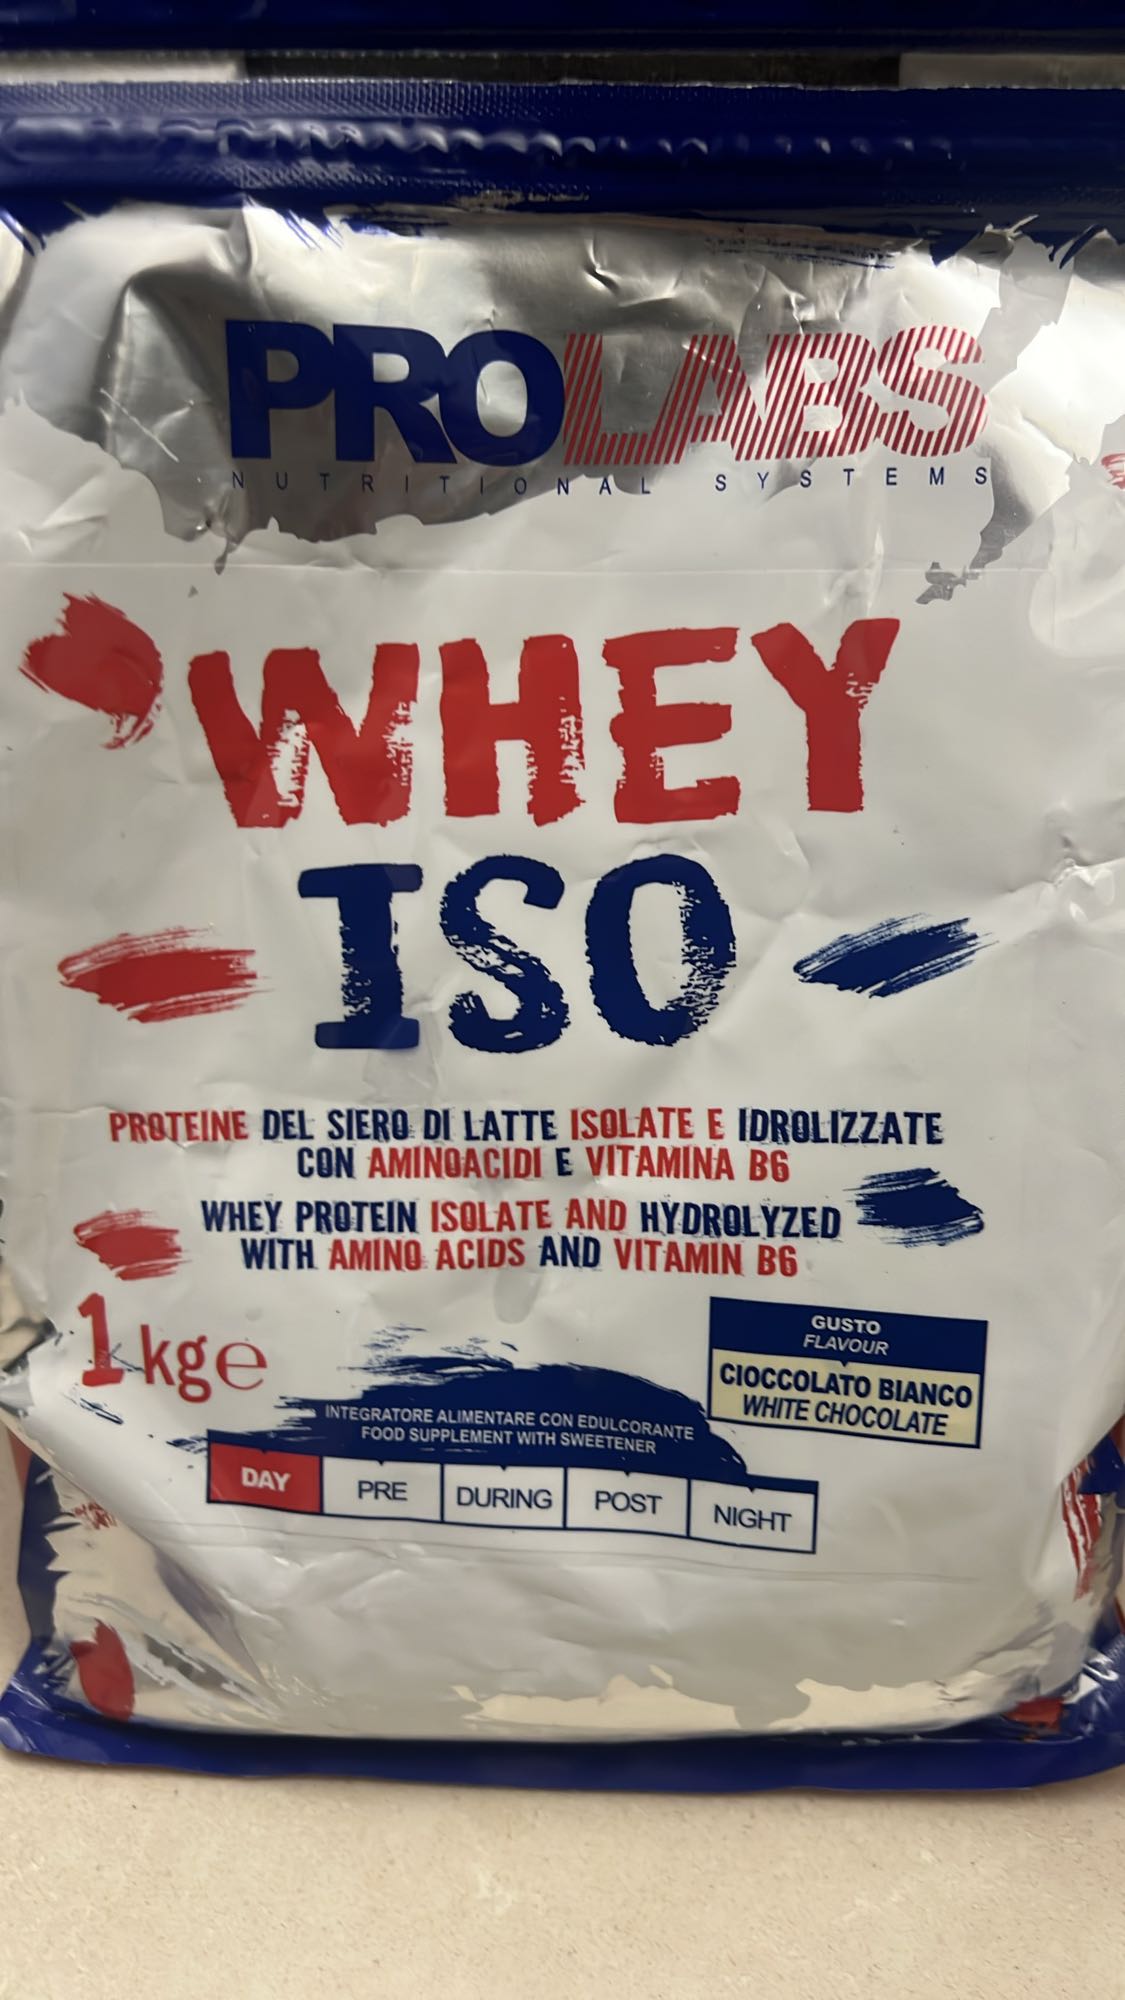 PROLABS
NUTRITIONAL SYSTEMS
WHEY
ISO
PROTEINE DEL SIERO DI LATTE ISOLATE E IDROLIZZATE
CON AMINOACIDI E VITAMINA B6
WHEY PROTEIN ISOLATE AND HYDROLYZED
WITH AMINO ACIDS AND VITAMIN B6
1 kg e
GUSTO
FLAVOUR
CIOCCOLATO BIANCO
WHITE CHOCOLATE
INTEGRATORE ALIMENTARE CON EDULCORANTE
FOOD SUPPLEMENT WITH SWEETENER
DAY PRE DURING POST NIGHT